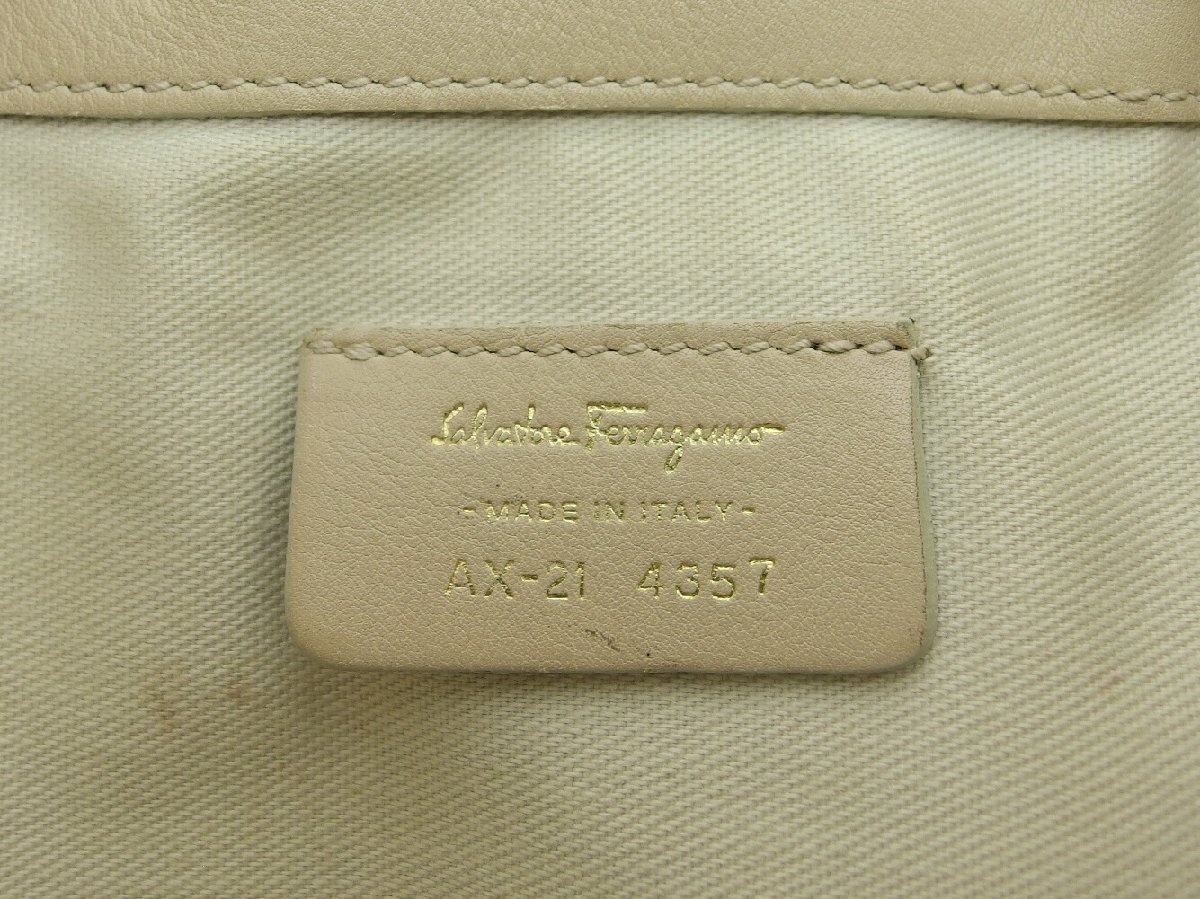 Salvatore Ferragamo
-MADE IN ITALY-
AX-21 4357